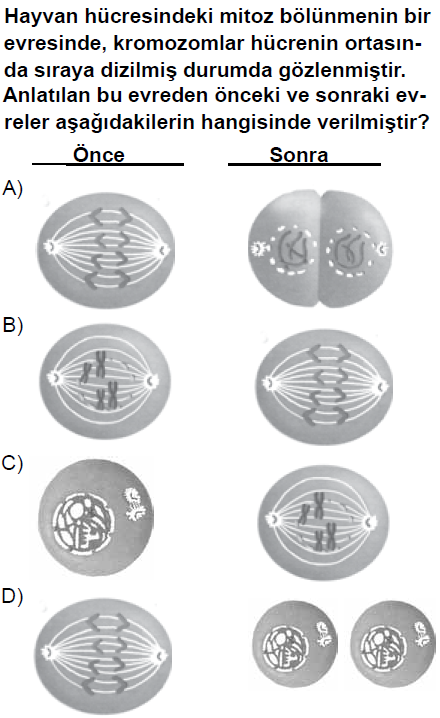 Hayvan hücresindeki mitoz bölünmenin bir
evresinde, kromozomlar hücrenin ortasın-
da sıraya dizilmiş durumda gözlenmiştir.
Anlatılan bu evreden önceki ve sonraki ev-
reler aşağıdakilerin hangisinde verilmiştir?
Önce Sonra
A)
B)
C)
D)